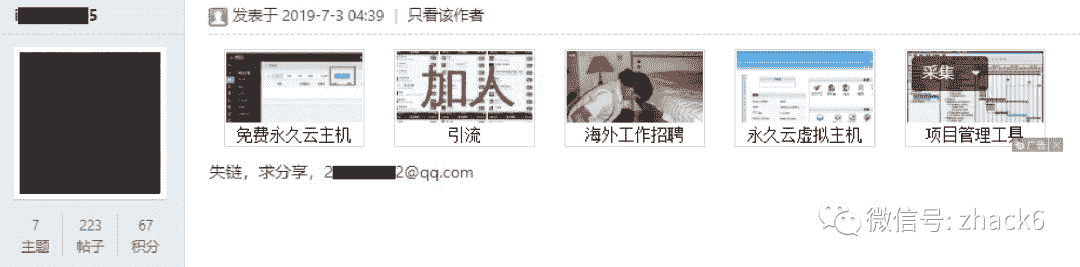 i 5
发表于 2019-7-3 04:39 | 只看该作者
加人
采集
免费永久云主机 引流 海外工作招聘 永久云虚拟主机 项目管理工具
广告
失链，求分享，2 2@qq.com
7 223 67
主题 帖子 积分
微信号: zhack6